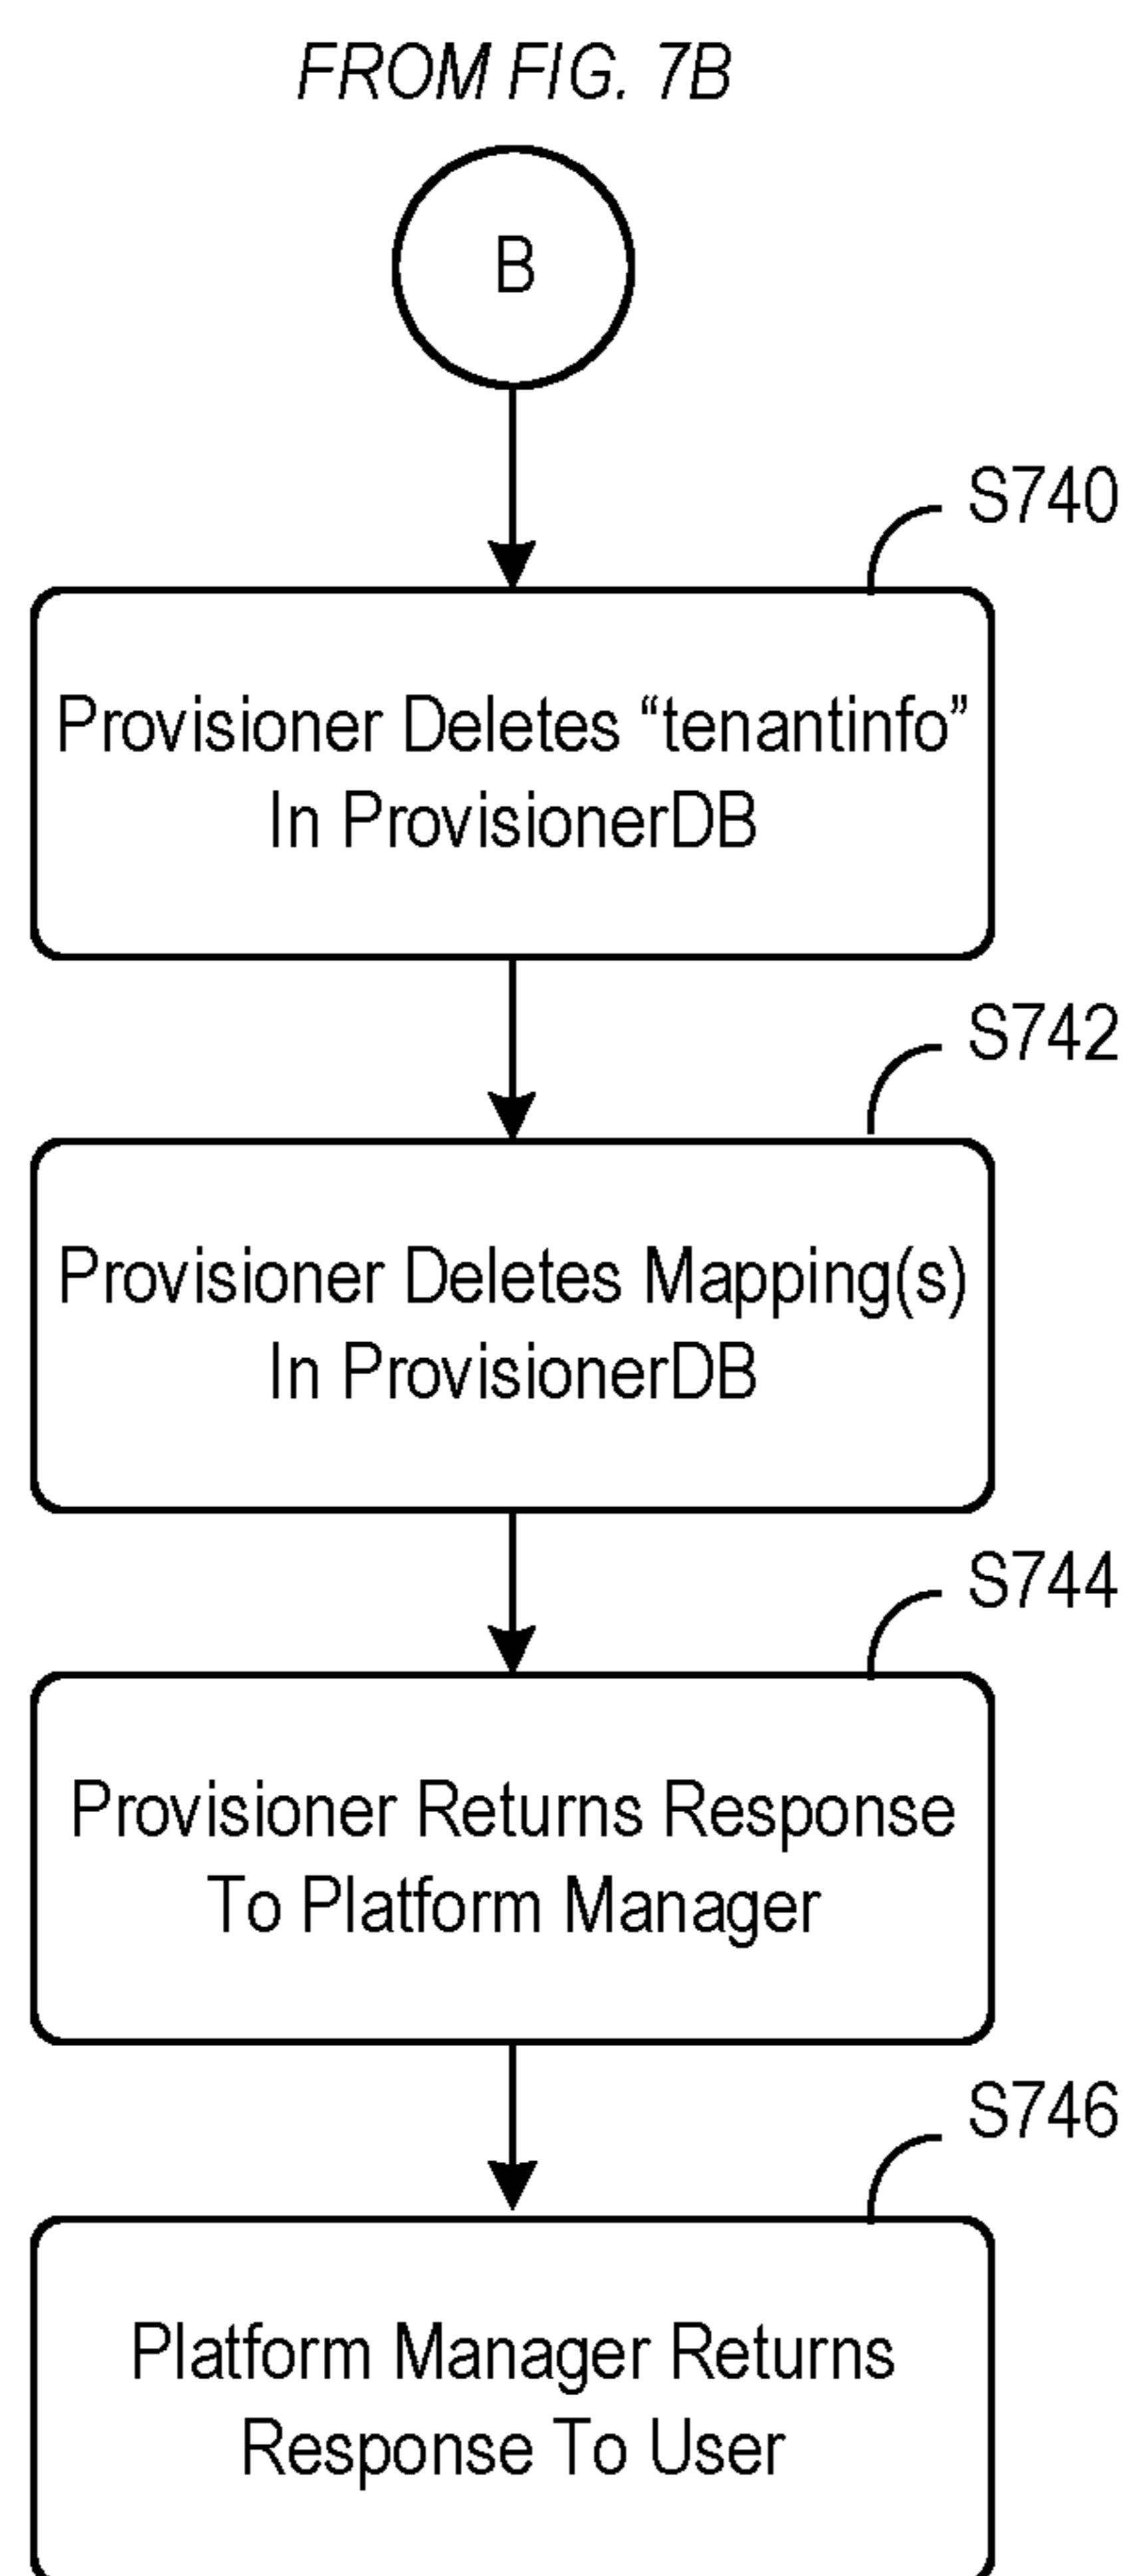 FROM FIG. 7B
B
S740
Provisioner Deletes “tenantinfo”
In ProvisionerDB
S742
Provisioner Deletes Mapping(s)
In ProvisionerDB
S744
Provisioner Returns Response
To Platform Manager
S746
Platform Manager Returns
Response To User